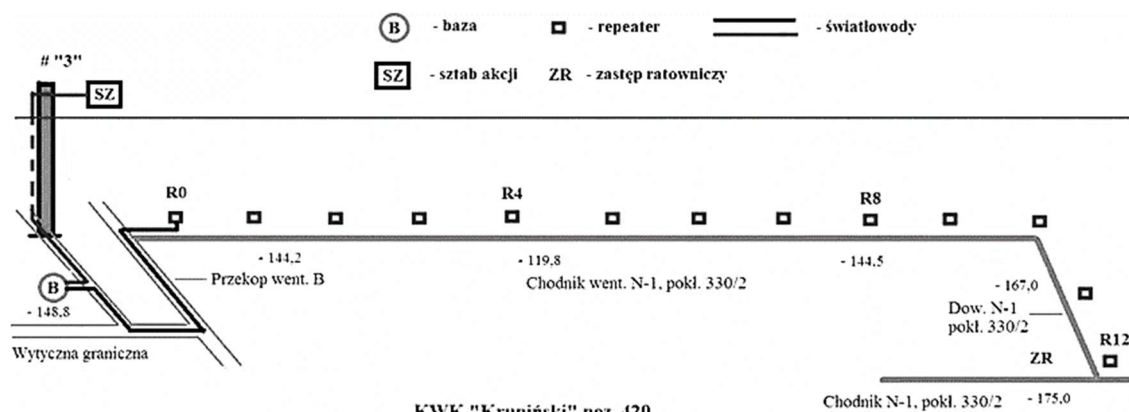 B - baza - repeater - światłowody
# "3"
SZ
SZ - sztab akcji ZR - zastęp ratowniczy
R0 R4 R8
- 144,2 - 119,8 - 144,5
Przekop went. B Chodnik went. N-1, pokł. 330/2
- 167,0
B
- 148,8
Dow. N-1
pokł. 330/2
R12
Wytyczna graniczna
ZR
Chodnik N-1, pokł. 330/2 - 175,0
KWK "Krupiński" poz. 420